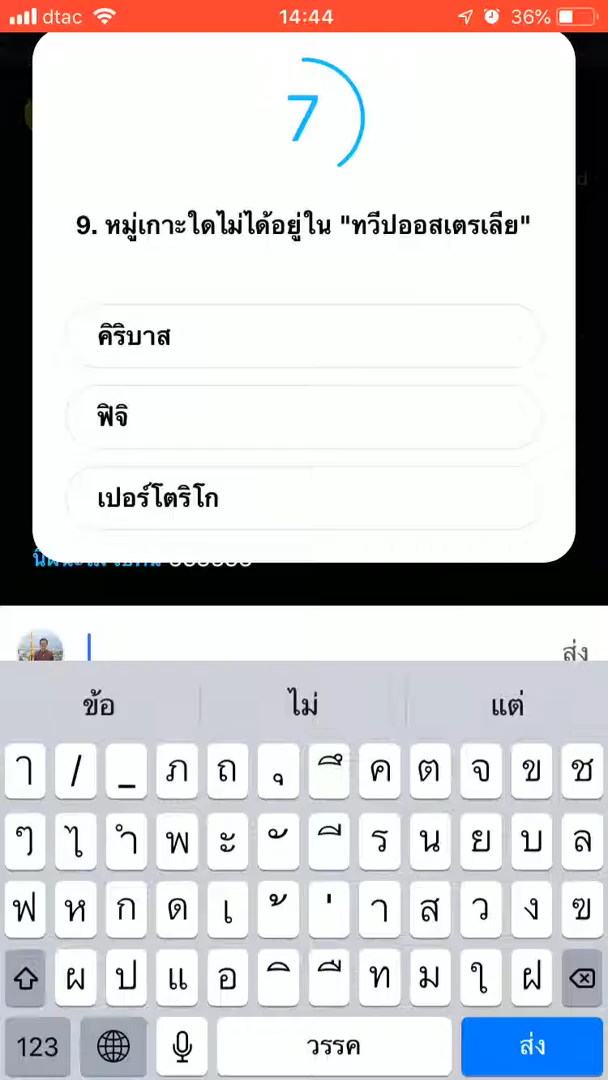 dtac 14:44 36%
7
9. หมู่เกาะใดไม่ได้อยู่ใน "ทวีปออสเตรเลีย"
คิริบาส
ฟิจิ
เปอร์โตริโก
ส่ง
ข้อ ไม่ แต่
ๅ / _ ภ ถ ุ ึ ค ต จ ข ช
ๆ ไ ำ พ ะ ั ี ร น ย บ ล
ฟ ห ก ด เ ้ ่ า ส ว ง ฃ
ผ ป แ อ ิ ื ท ม ใ ฝ
123 วรรค ส่ง